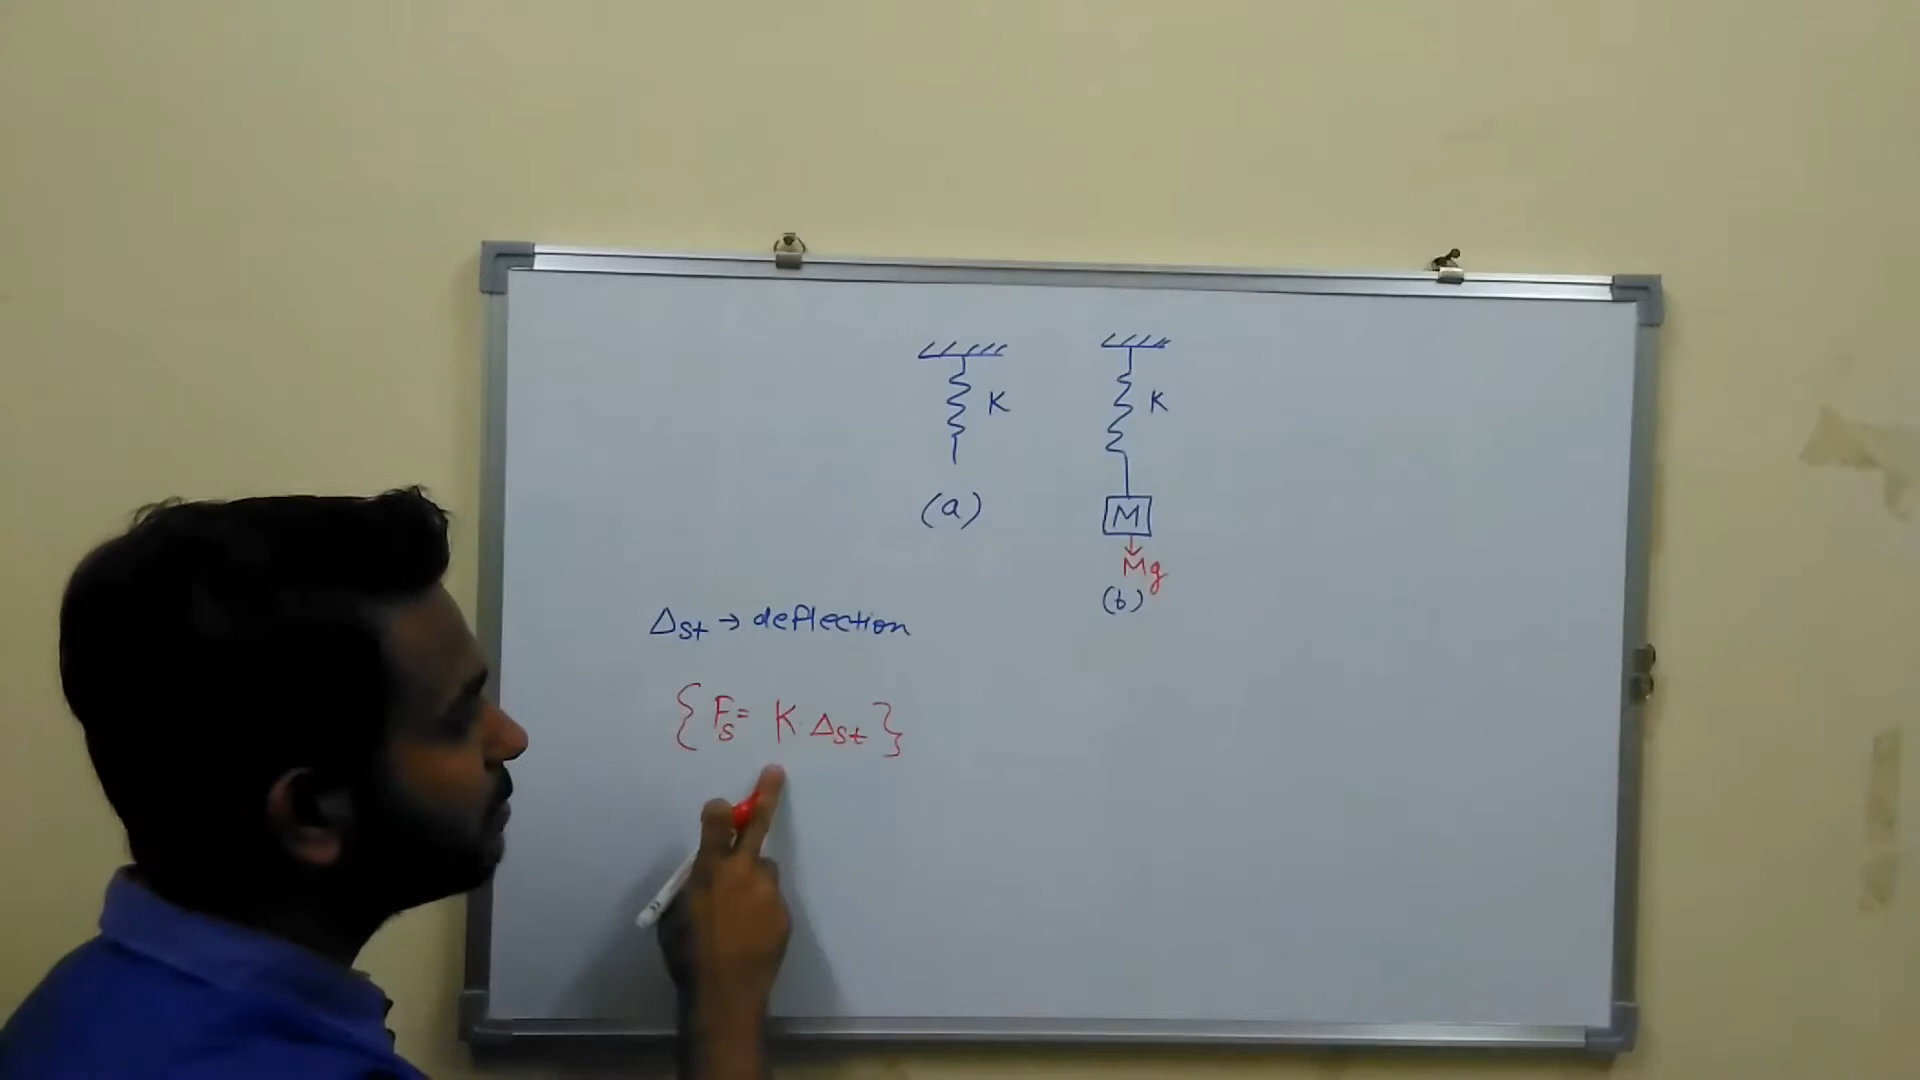 K
K
(a)
M
Mg
(b)
Δst → deflection
{ Fs = K . Δst }